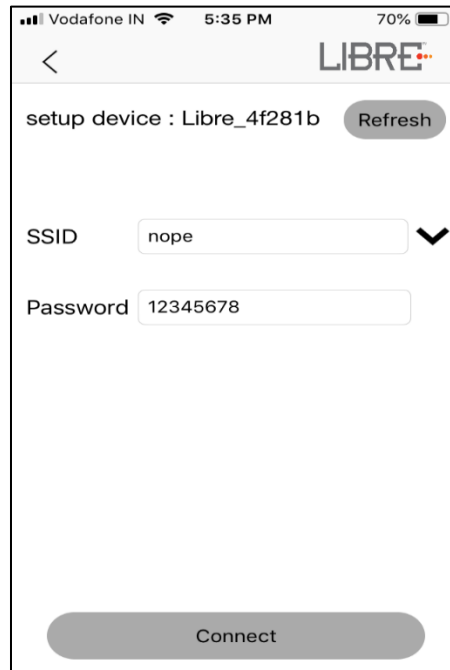 Vodafone IN 5:35 PM 70%
LIBRE
setup device : Libre_4f281b Refresh
SSID nope
Password 12345678
Connect